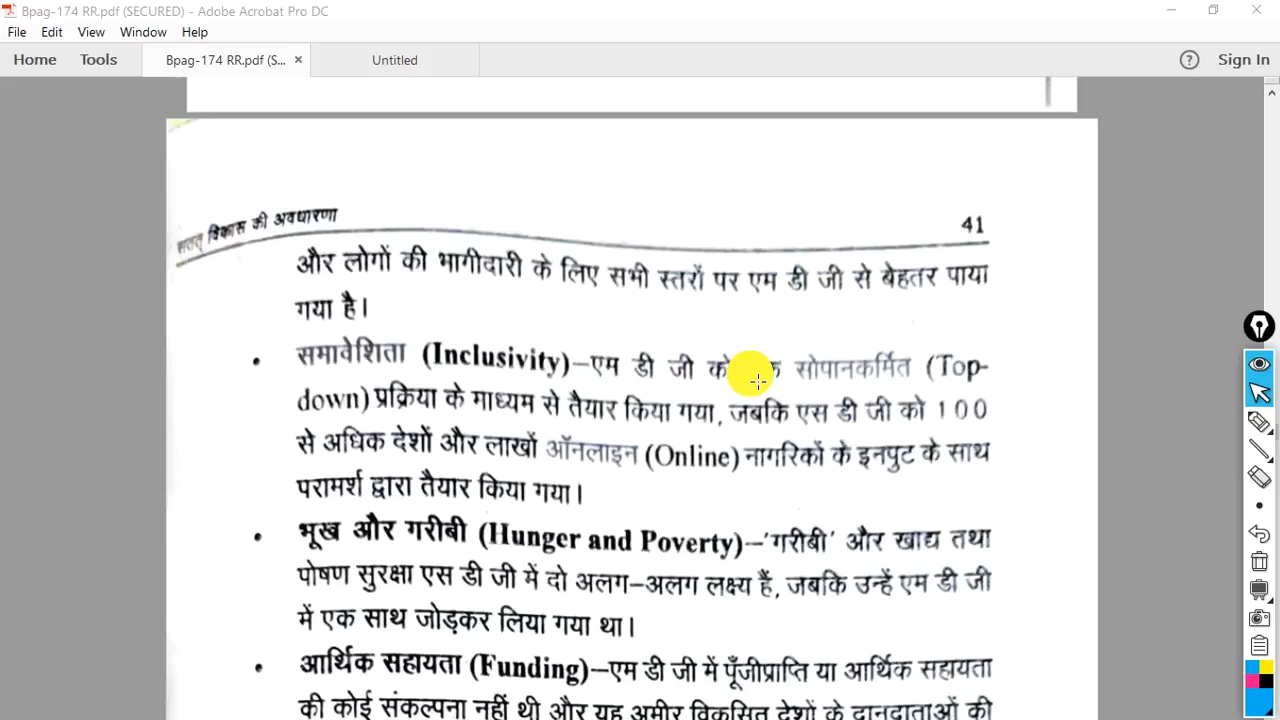 Bpag-174 RR.pdf (SECURED) - Adobe Acrobat Pro DC
File Edit View Window Help
Home Tools Bpag-174 RR.pdf (S... × Untitled ? Sign In
सतत् विकास की अवधारणा 41
और लोगों की भागीदारी के लिए सभी स्तरों पर एम डी जी से बेहतर पाया
गया है।
• समावेशिता (Inclusivity)–एम डी जी को सोपानकर्मित (Top-
down) प्रक्रिया के माध्यम से तैयार किया गया, जबकि एस डी जी को 100
से अधिक देशों और लाखों ऑनलाइन (Online) नागरिकों के इनपुट के साथ
परामर्श द्वारा तैयार किया गया।
• भूख और गरीबी (Hunger and Poverty)–'गरीबी' और खाद्य तथा
पोषण सुरक्षा एस डी जी में दो अलग-अलग लक्ष्य हैं, जबकि उन्हें एम डी जी
में एक साथ जोड़कर लिया गया था।
• आर्थिक सहायता (Funding)–एम डी जी में पूँजीप्राप्ति या आर्थिक सहायता
की कोई संकल्पना नहीं थी और यह अमीर विकसित देशों के दानदाताओं की